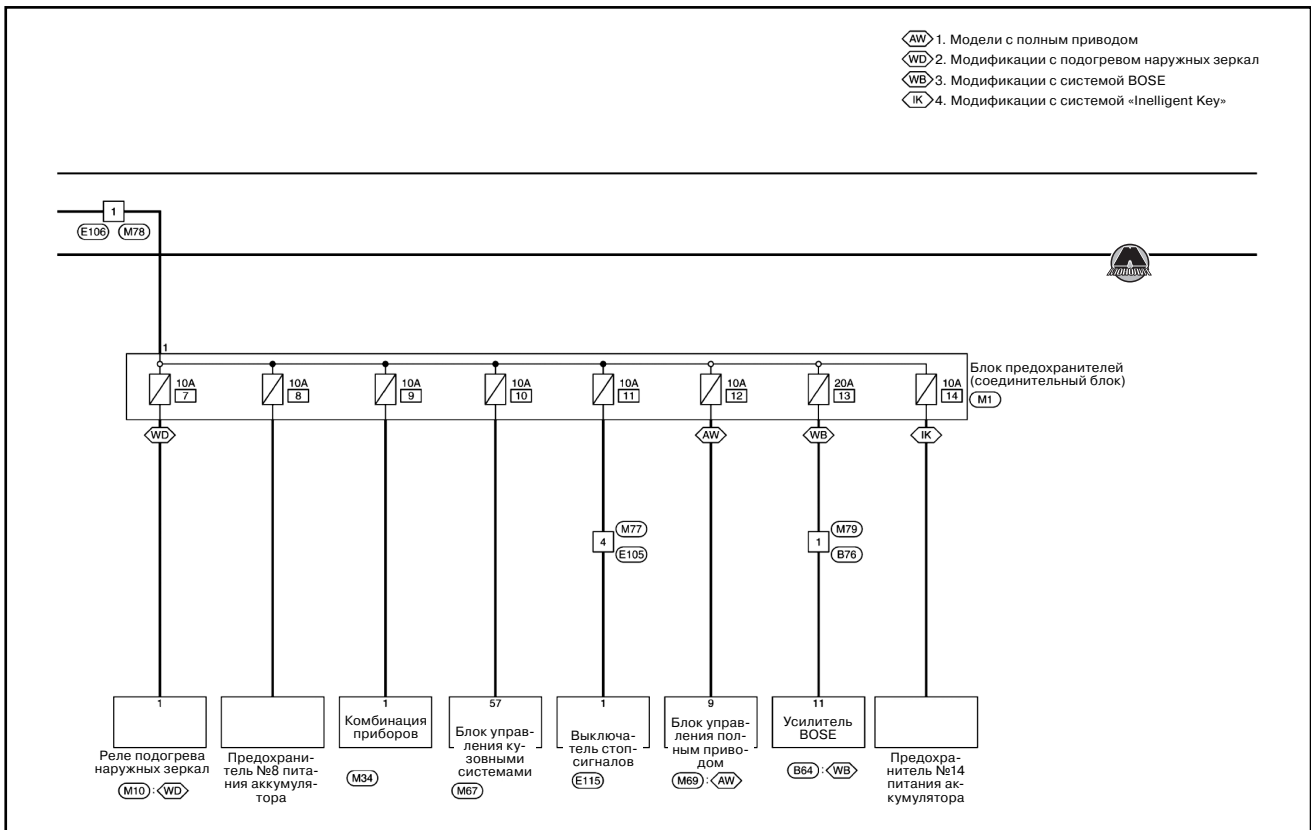 AW 1. Модели с полным приводом
WD 2. Модификации с подогревом наружных зеркал
WB 3. Модификации с системой BOSE
IK 4. Модификации с системой «Inelligent Key»
1
E106 M78
1
10A 7
10A 8
10A 9
10A 10
10A 11
10A 12
20A 13
10A 14
Блок предохранителей
(соединительный блок)
M1
WD
AW
WB
IK
4
M77
E105
1
M79
B76
1
Реле подогрева
наружных зеркал
M10 : WD
Предохрани-
тель №8 пита-
ния аккумуля-
тора
1
Комбинация
приборов
M34
57
Блок управ-
ления ку-
зовными
системами
M67
1
Выключа-
тель стоп-
сигналов
E115
9
Блок управ-
ления пол-
ным приво-
дом
M69 : AW
11
Усилитель
BOSE
B64 : WB
Предохра-
нитель №14
питания ак-
кумулятора